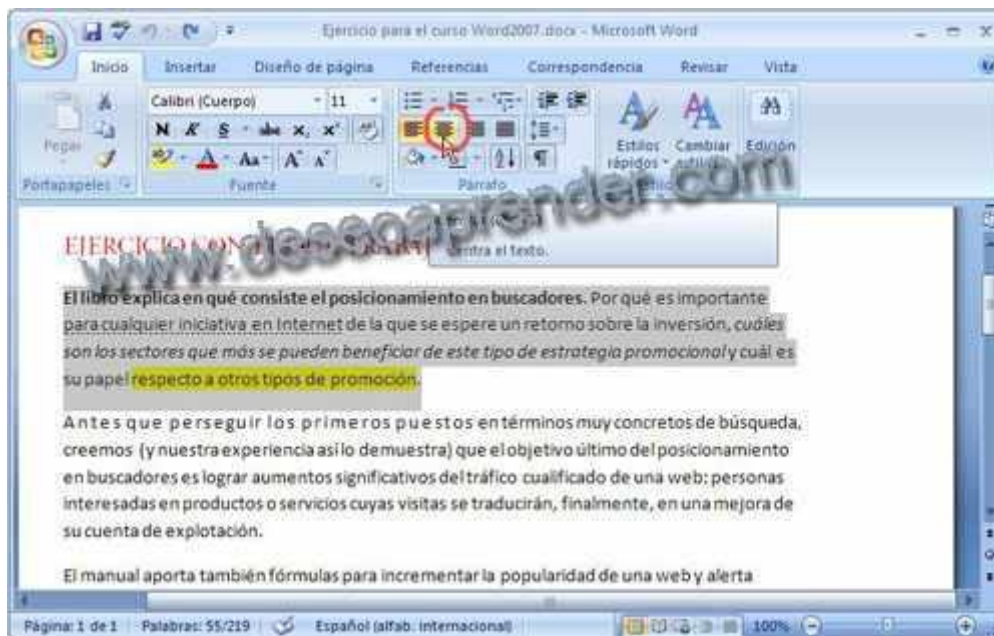 Ejercicio para el curso Word2007.docx - Microsoft Word
Inicio Insertar Diseño de página Referencias Correspondencia Revisar Vista
Calibri (Cuerpo) 11
N K S abc x, x²
Pegar
Aa A A
Estilos rápidos Cambiar Edición
Portapapeles Fuente Párrafo
www.deseoaprender.com
EJERCICIO CON
Centra el texto.
El libro explica en qué consiste el posicionamiento en buscadores. Por qué es importante
para cualquier iniciativa en Internet de la que se espere un retorno sobre la inversión, cuáles
son los sectores que más se pueden beneficiar de este tipo de estrategia promocional y cuál es
su papel respecto a otros tipos de promoción.
Antes que perseguir los primeros puestos en términos muy concretos de búsqueda,
creemos (y nuestra experiencia así lo demuestra) que el objetivo último del posicionamiento
en buscadores es lograr aumentos significativos del tráfico cualificado de una web: personas
interesadas en productos o servicios cuyas visitas se traducirán, finalmente, en una mejora de
su cuenta de explotación.
El manual aporta también fórmulas para incrementar la popularidad de una web y alerta
Página: 1 de 1 Palabras: 55/219 Español (alfab. internacional) 100%